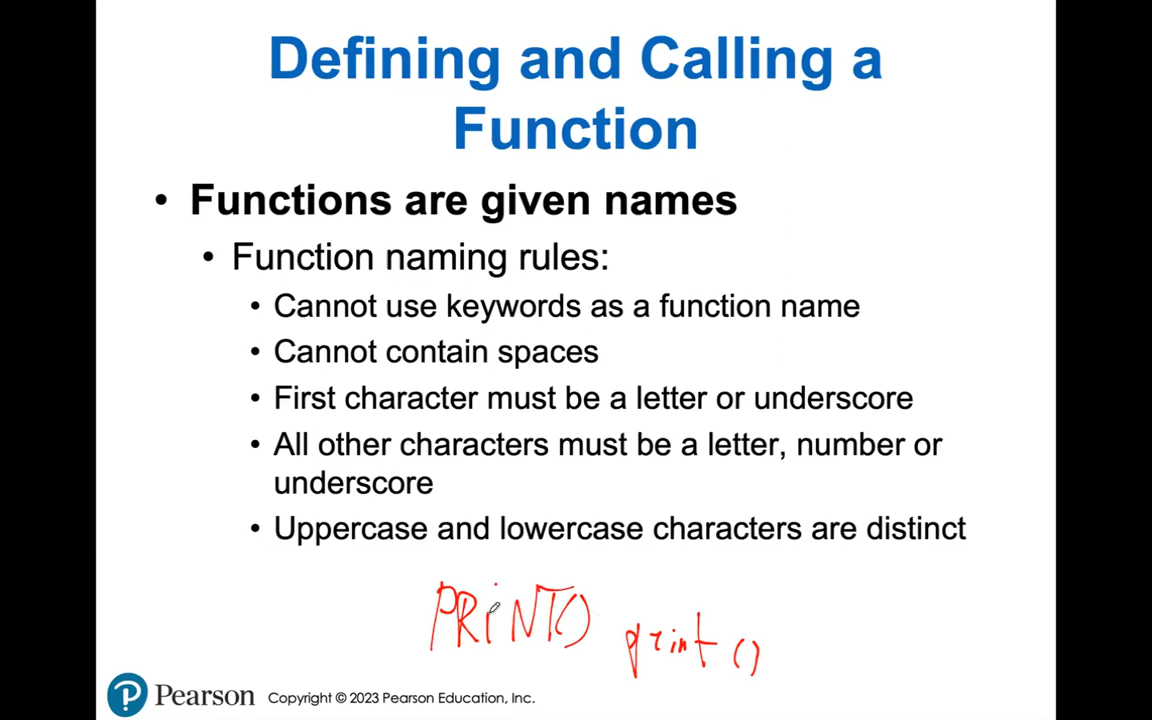 Defining and Calling a
Function
• Functions are given names
• Function naming rules:
• Cannot use keywords as a function name
• Cannot contain spaces
• First character must be a letter or underscore
• All other characters must be a letter, number or
underscore
• Uppercase and lowercase characters are distinct
PRiNT() print ()
Pearson Copyright © 2023 Pearson Education, Inc.